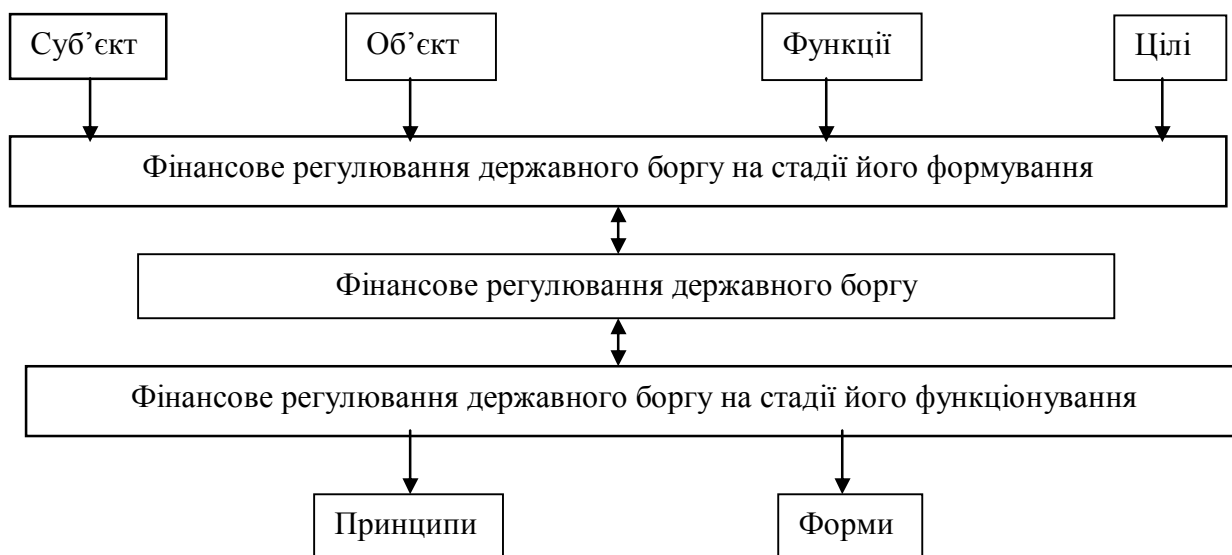 Суб’єкт
Об’єкт
Функції
Цілі
Фінансове регулювання державного боргу на стадії його формування
Фінансове регулювання державного боргу
Фінансове регулювання державного боргу на стадії його функціонування
Принципи
Форми